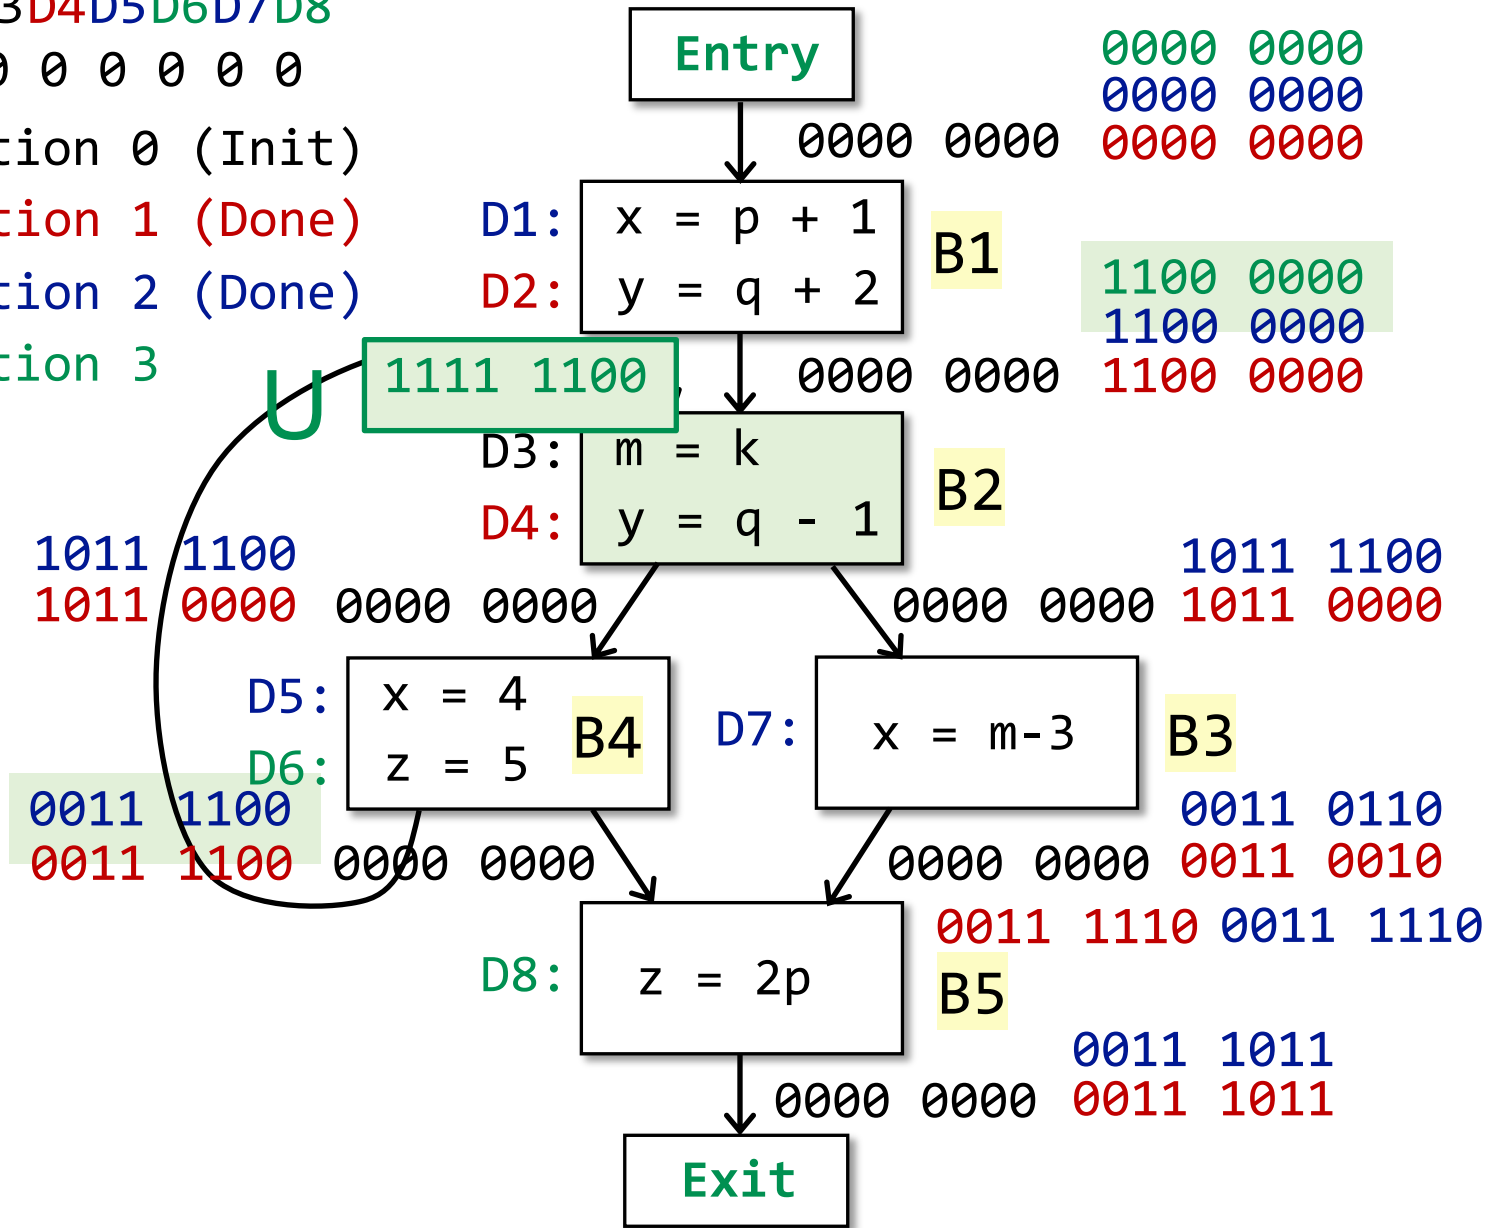 3D4D5D6D7D8
0 0 0 0 0 0
tion 0 (Init)
tion 1 (Done)
tion 2 (Done)
tion 3
Entry
0000 0000
0000 0000
0000 0000
0000 0000
D1: x = p + 1
D2: y = q + 2
B1
1100 0000
1100 0000
0000 0000 1100 0000
∪ 1111 1100
D3: m = k
D4: y = q - 1
B2
1011 1100
1011 0000 0000 0000
1011 1100
0000 0000 1011 0000
D5: x = 4
D6: z = 5
B4
D7: x = m-3
B3
0011 1100
0011 1100 0000 0000
0011 0110
0000 0000 0011 0010
0011 1110 0011 1110
D8: z = 2p
B5
0011 1011
0000 0000 0011 1011
Exit